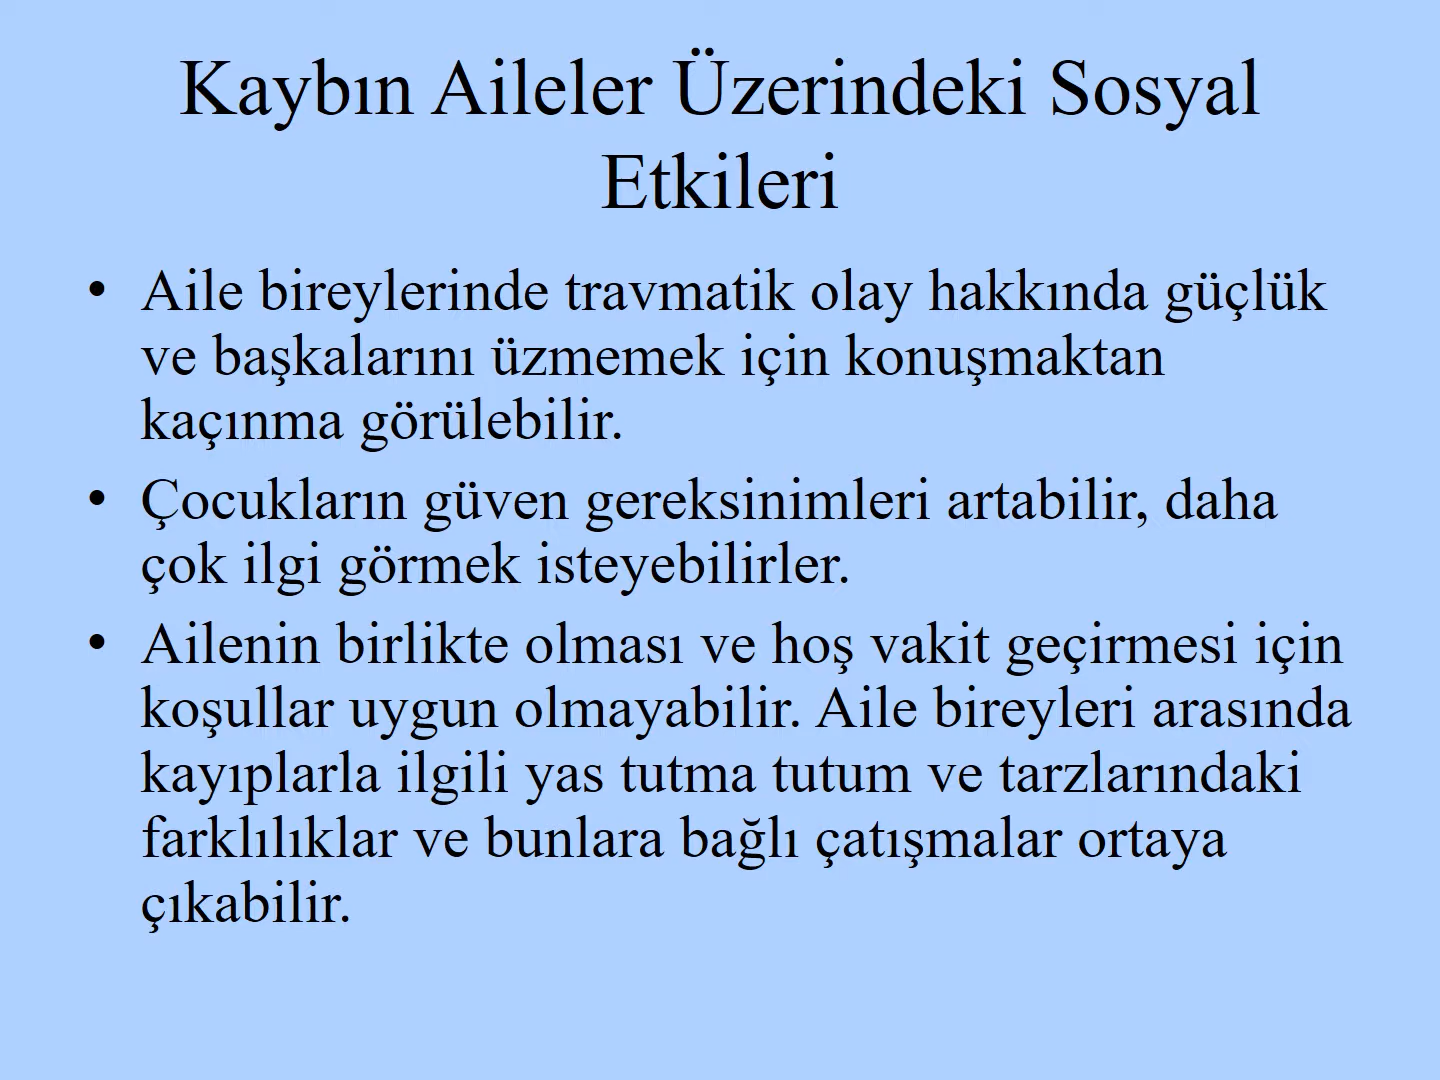 Kaybın Aileler Üzerindeki Sosyal
Etkileri
• Aile bireylerinde travmatik olay hakkında güçlük
ve başkalarını üzmemek için konuşmaktan
kaçınma görülebilir.
• Çocukların güven gereksinimleri artabilir, daha
çok ilgi görmek isteyebilirler.
• Ailenin birlikte olması ve hoş vakit geçirmesi için
koşullar uygun olmayabilir. Aile bireyleri arasında
kayıplarla ilgili yas tutma tutum ve tarzlarındaki
farklılıklar ve bunlara bağlı çatışmalar ortaya
çıkabilir.